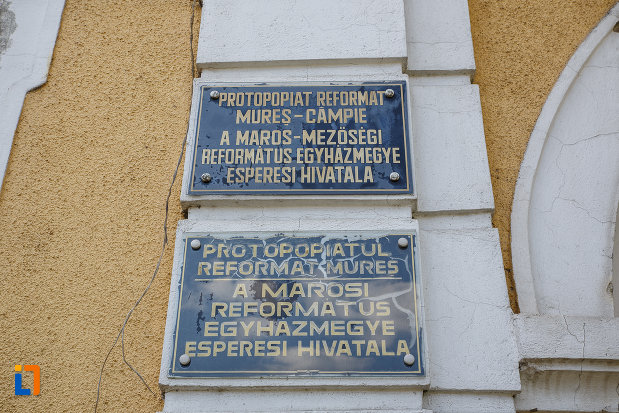 PROTOPOPIAT REFORMAT
MUREȘ-CÂMPIE
A MAROS-MEZŐSÉGI
REFORMÁTUS EGYHÁZMEGYE
ESPERESI HIVATALA
PROTOPOPIATUL
REFORMAT MUREȘ
A MAROSI
REFORMÁTUS
EGYHÁZMEGYE
ESPERESI HIVATALA